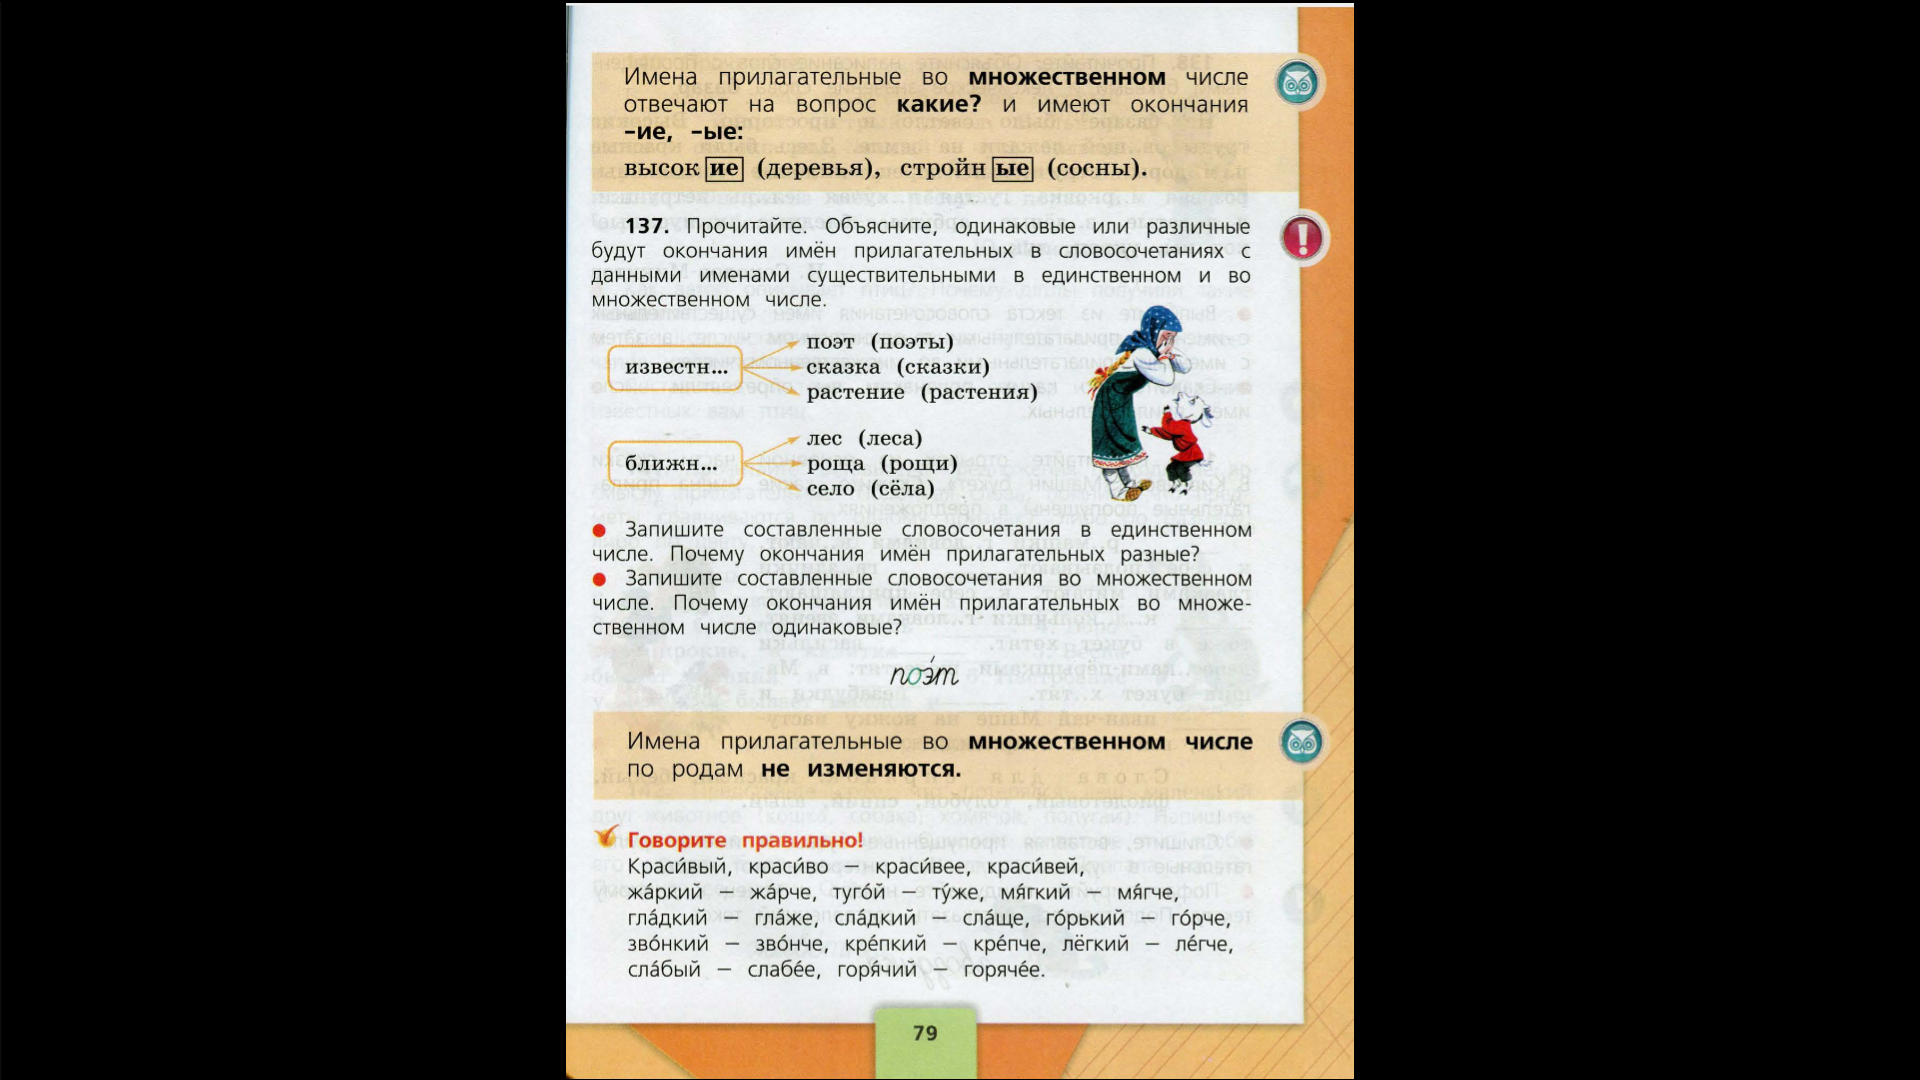 Имена прилагательные во множественном числе
отвечают на вопрос какие? и имеют окончания
–ие, –ые:
высок ие (деревья), стройн ые (сосны).
137. Прочитайте. Объясните, одинаковые или различные
будут окончания имён прилагательных в словосочетаниях с
данными именами существительными в единственном и во
множественном числе.
известн...
поэт (поэты)
сказка (сказки)
растение (растения)
ближн...
лес (леса)
роща (рощи)
село (сёла)
Запишите составленные словосочетания в единственном
числе. Почему окончания имён прилагательных разные?
Запишите составленные словосочетания во множественном
числе. Почему окончания имён прилагательных во множе-
ственном числе одинаковые?
поэ́т
Имена прилагательные во множественном числе
по родам не изменяются.
Говорите правильно!
Краси́вый, краси́во — краси́вее, краси́вей,
жа́ркий — жа́рче, туго́й — ту́же, мя́гкий — мя́гче,
гла́дкий — гла́же, сла́дкий — сла́ще, го́рький — го́рче,
зво́нкий — зво́нче, кре́пкий — кре́пче, лёгкий — ле́гче,
сла́бый — слабе́е, горя́чий — горяче́е.
79